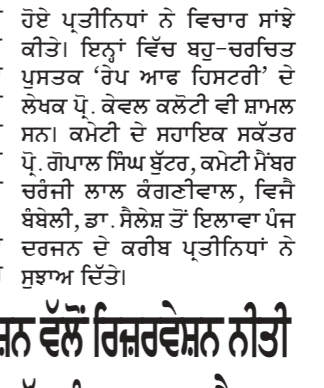 ਹੋਏ ਪ੍ਰਤੀਨਿਧਾਂ ਨੇ ਵਿਚਾਰ ਸਾਂਝੇ
ਕੀਤੇ। ਇਨ੍ਹਾਂ ਵਿੱਚ ਬਹੁ-ਚਰਚਿਤ
ਪੁਸਤਕ ‘ਰੇਪ ਆਫ ਹਿਸਟਰੀ’ ਦੇ
ਲੇਖਕ ਪ੍ਰੋ. ਕੇਵਲ ਕਲੋਟੀ ਵੀ ਸ਼ਾਮਲ
ਸਨ। ਕਮੇਟੀ ਦੇ ਸਹਾਇਕ ਸਕੱਤਰ
ਪ੍ਰੋ. ਗੋਪਾਲ ਸਿੰਘ ਬੁੱਟਰ, ਕਮੇਟੀ ਮੈਂਬਰ
ਚਰੰਜੀ ਲਾਲ ਕੰਗਣੀਵਾਲ, ਵਿਜੈ
ਬੰਬੇਲੀ, ਡਾ. ਸੈਲੇਸ਼ ਤੋਂ ਇਲਾਵਾ ਪੰਜ
ਦਰਜਨ ਦੇ ਕਰੀਬ ਪ੍ਰਤੀਨਿਧਾਂ ਨੇ
ਸੁਝਾਅ ਦਿੱਤੇ।
ਵੱਲੋਂ ਰਿਜ਼ਰਵੇਸ਼ਨ ਨੀਤੀ